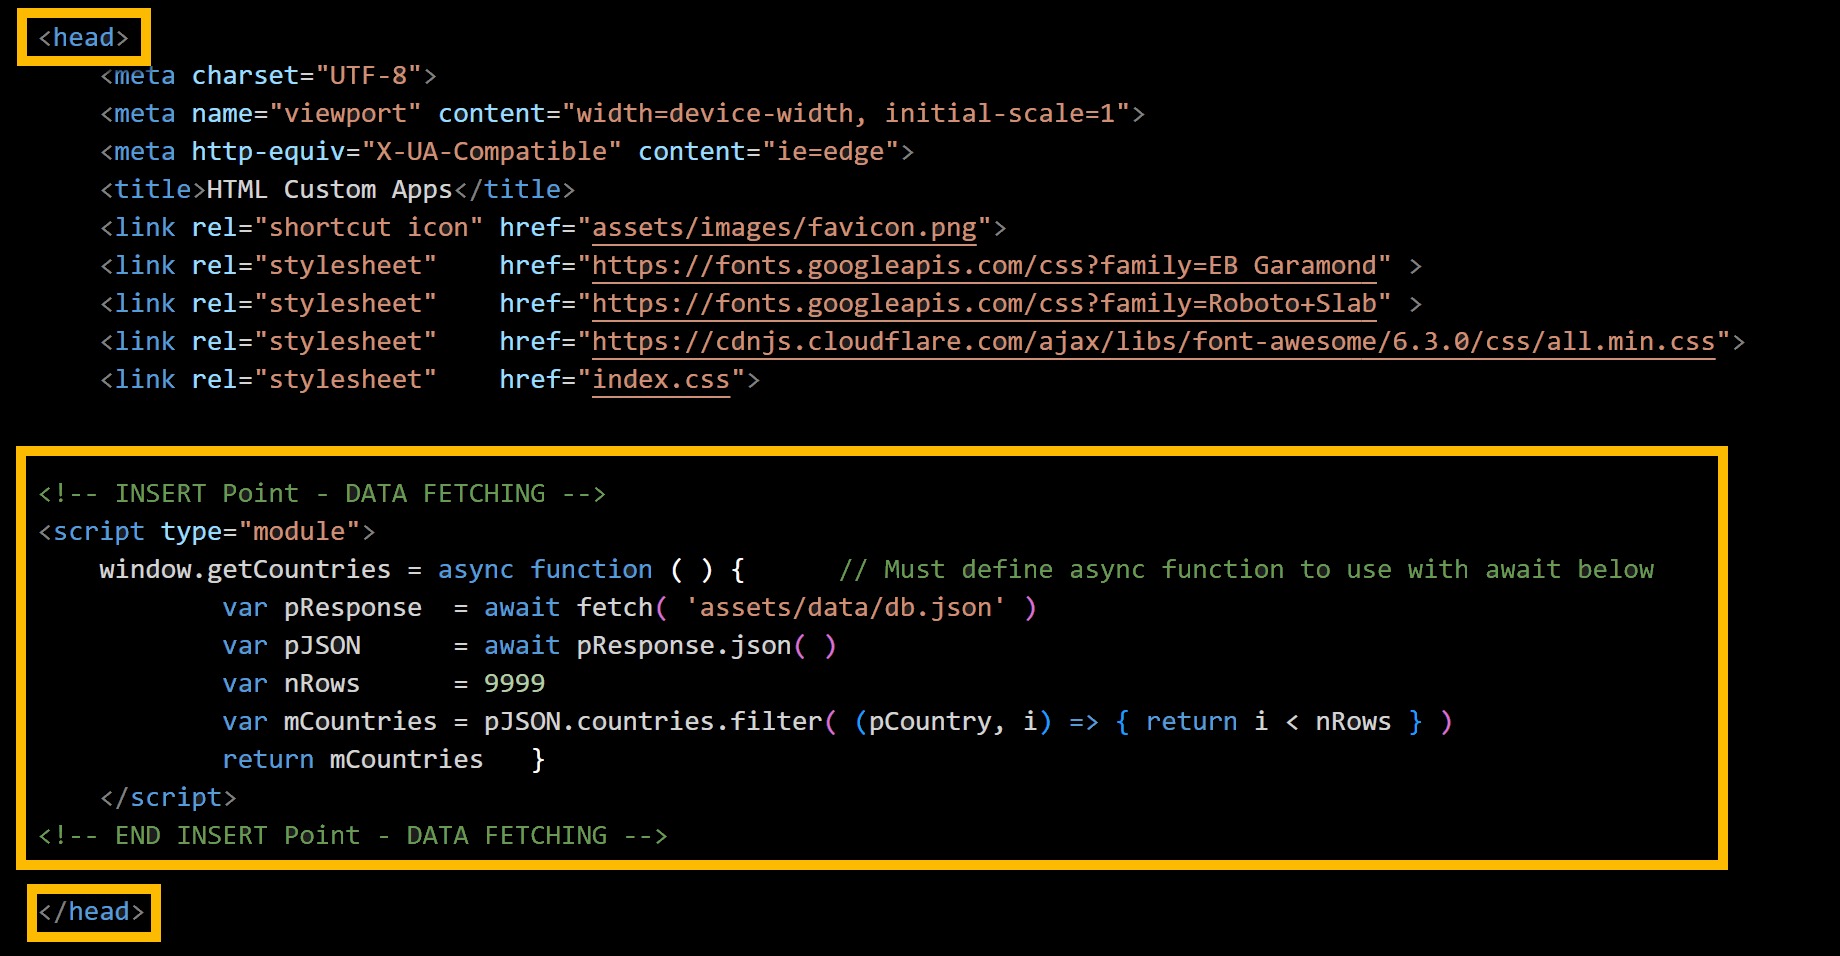 <head>
<meta charset="UTF-8">
<meta name="viewport" content="width=device-width, initial-scale=1">
<meta http-equiv="X-UA-Compatible" content="ie=edge">
<title>HTML Custom Apps</title>
<link rel="shortcut icon" href="assets/images/favicon.png">
<link rel="stylesheet"    href="https://fonts.googleapis.com/css?family=EB Garamond" >
<link rel="stylesheet"    href="https://fonts.googleapis.com/css?family=Roboto+Slab" >
<link rel="stylesheet"    href="https://cdnjs.cloudflare.com/ajax/libs/font-awesome/6.3.0/css/all.min.css">
<link rel="stylesheet"    href="index.css">
<!-- INSERT Point - DATA FETCHING -->
<script type="module">
window.getCountries = async function ( ) {      // Must define async function to use with await below
var pResponse  = await fetch( 'assets/data/db.json' )
var pJSON      = await pResponse.json( )
var nRows      = 9999
var mCountries = pJSON.countries.filter( (pCountry, i) => { return i < nRows } )
return mCountries   }
</script>
<!-- END INSERT Point - DATA FETCHING -->
</head>